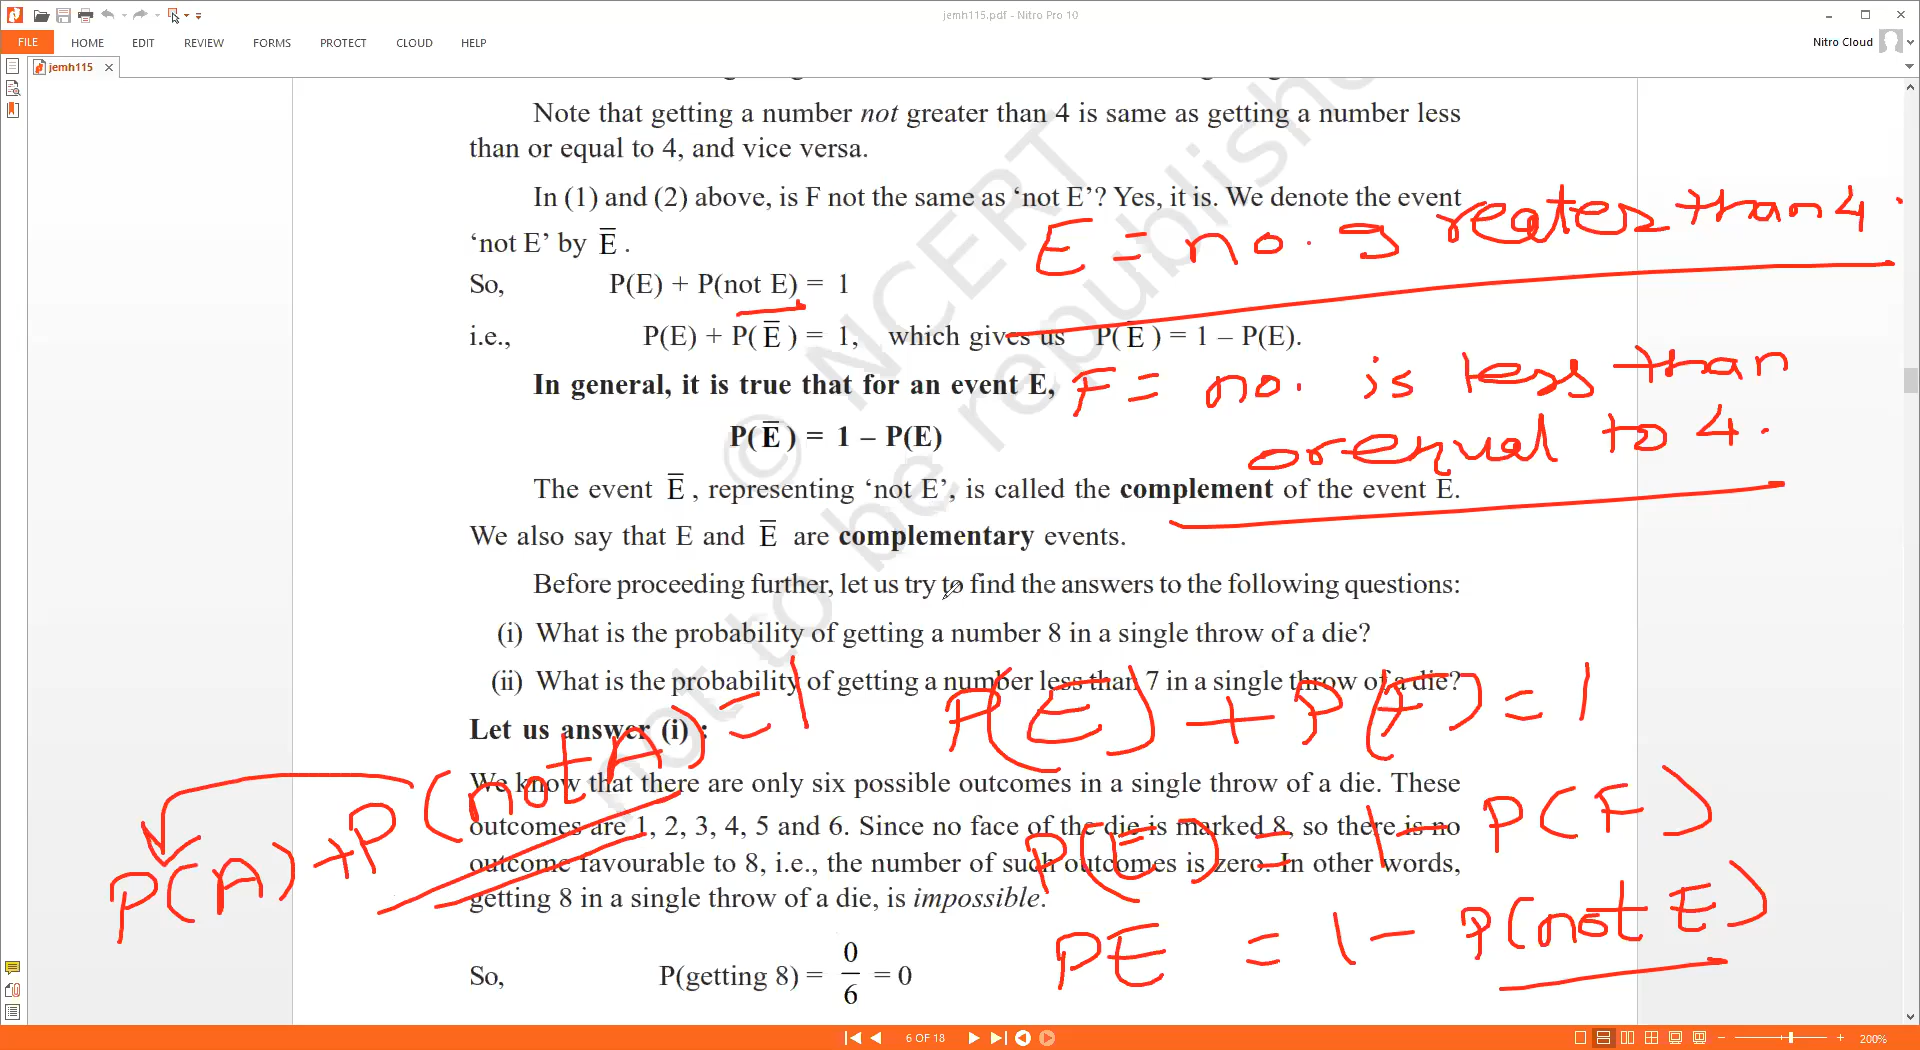 jemh115.pdf - Nitro Pro 10
FILE HOME EDIT REVIEW FORMS PROTECT CLOUD HELP
Nitro Cloud
jemh115
Note that getting a number not greater than 4 is same as getting a number less
than or equal to 4, and vice versa.
In (1) and (2) above, is F not the same as ‘not E’? Yes, it is. We denote the event
‘not E’ by E̅ .
E = no. greater than 4.
So, P(E) + P(not E) = 1
i.e., P(E) + P( E̅ ) = 1, which gives us P( E̅ ) = 1 – P(E).
In general, it is true that for an event E,
F = no. is less than
or equal to 4.
P( E̅ ) = 1 – P(E)
The event E̅ , representing ‘not E’, is called the complement of the event E.
We also say that E and E̅ are complementary events.
Before proceeding further, let us try to find the answers to the following questions:
(i) What is the probability of getting a number 8 in a single throw of a die?
(ii) What is the probability of getting a number less than 7 in a single throw of a die?
Let us answer (i) :
P(E) + P(F) = 1
P(A) + P(not A) = 1
We know that there are only six possible outcomes in a single throw of a die. These
outcomes are 1, 2, 3, 4, 5 and 6. Since no face of the die is marked 8, so there is no
outcome favourable to 8, i.e., the number of such outcomes is zero. In other words,
getting 8 in a single throw of a die, is impossible.
P(E) = 1 - P(F)
PE = 1 - P(not E)
So, P(getting 8) = 0/6 = 0
© NCERT
not to be republished
6 OF 18
200%